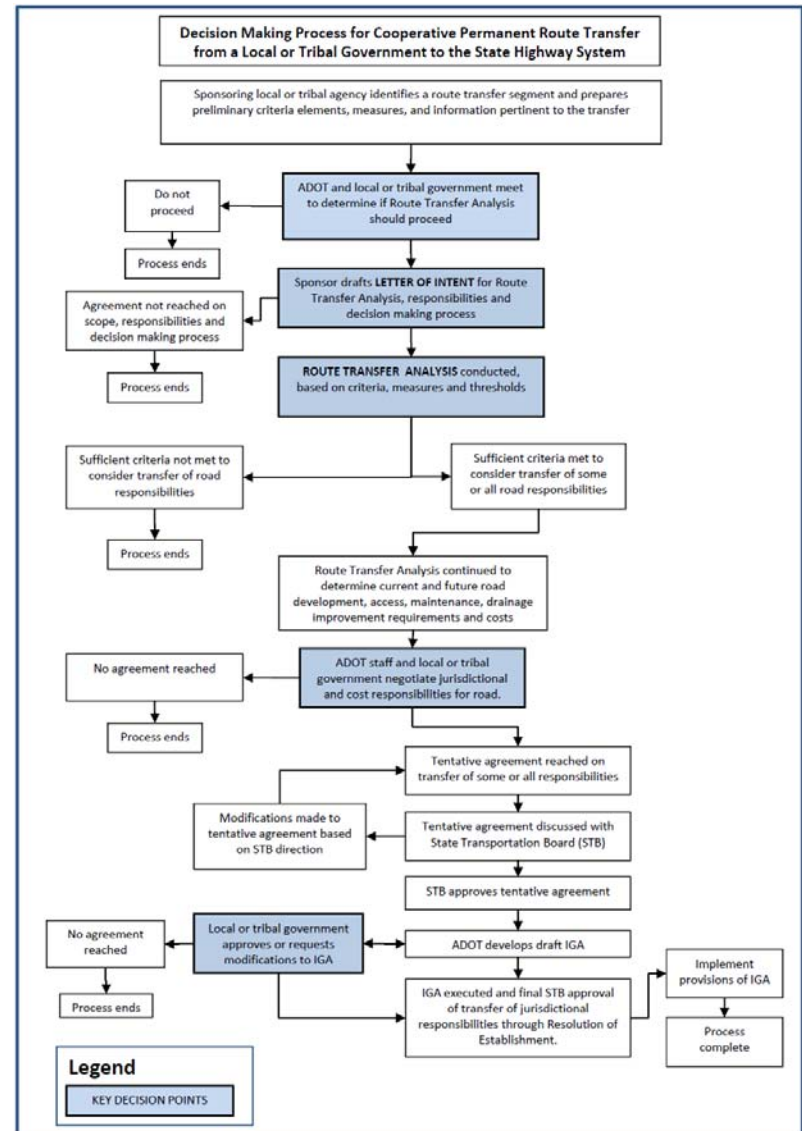 Decision Making Process for Cooperative Permanent Route Transfer
from a Local or Tribal Government to the State Highway System
Sponsoring local or tribal agency identifies a route transfer segment and prepares
preliminary criteria elements, measures, and information pertinent to the transfer
ADOT and local or tribal government meet
to determine if Route Transfer Analysis
should proceed
Do not
proceed
Process ends
Sponsor drafts LETTER OF INTENT for Route
Transfer Analysis, responsibilities and
decision making process
Agreement not reached on
scope, responsibilities and
decision making process
Process ends
ROUTE TRANSFER ANALYSIS conducted,
based on criteria, measures and thresholds
Sufficient criteria not met to
consider transfer of road
responsibilities
Process ends
Sufficient criteria met to
consider transfer of some
or all road responsibilities
Route Transfer Analysis continued to
determine current and future road
development, access, maintenance, drainage
improvement requirements and costs
ADOT staff and local or tribal
government negotiate jurisdictional
and cost responsibilities for road.
No agreement reached
Process ends
Tentative agreement reached on
transfer of some or all responsibilities
Modifications made to
tentative agreement based
on STB direction
Tentative agreement discussed with
State Transportation Board (STB)
STB approves tentative agreement
No agreement
reached
Process ends
Local or tribal government
approves or requests
modifications to IGA
ADOT develops draft IGA
IGA executed and final STB approval
of transfer of jurisdictional
responsibilities through Resolution of
Establishment.
Implement
provisions of IGA
Process
complete
Legend
KEY DECISION POINTS